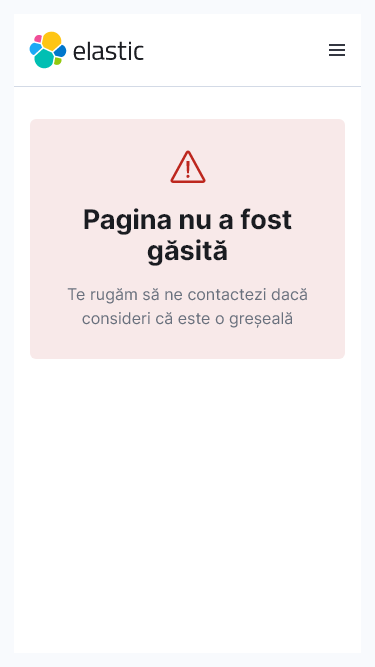 elastic
Pagina nu a fost
găsită
Te rugăm să ne contactezi dacă
consideri că este o greșeală